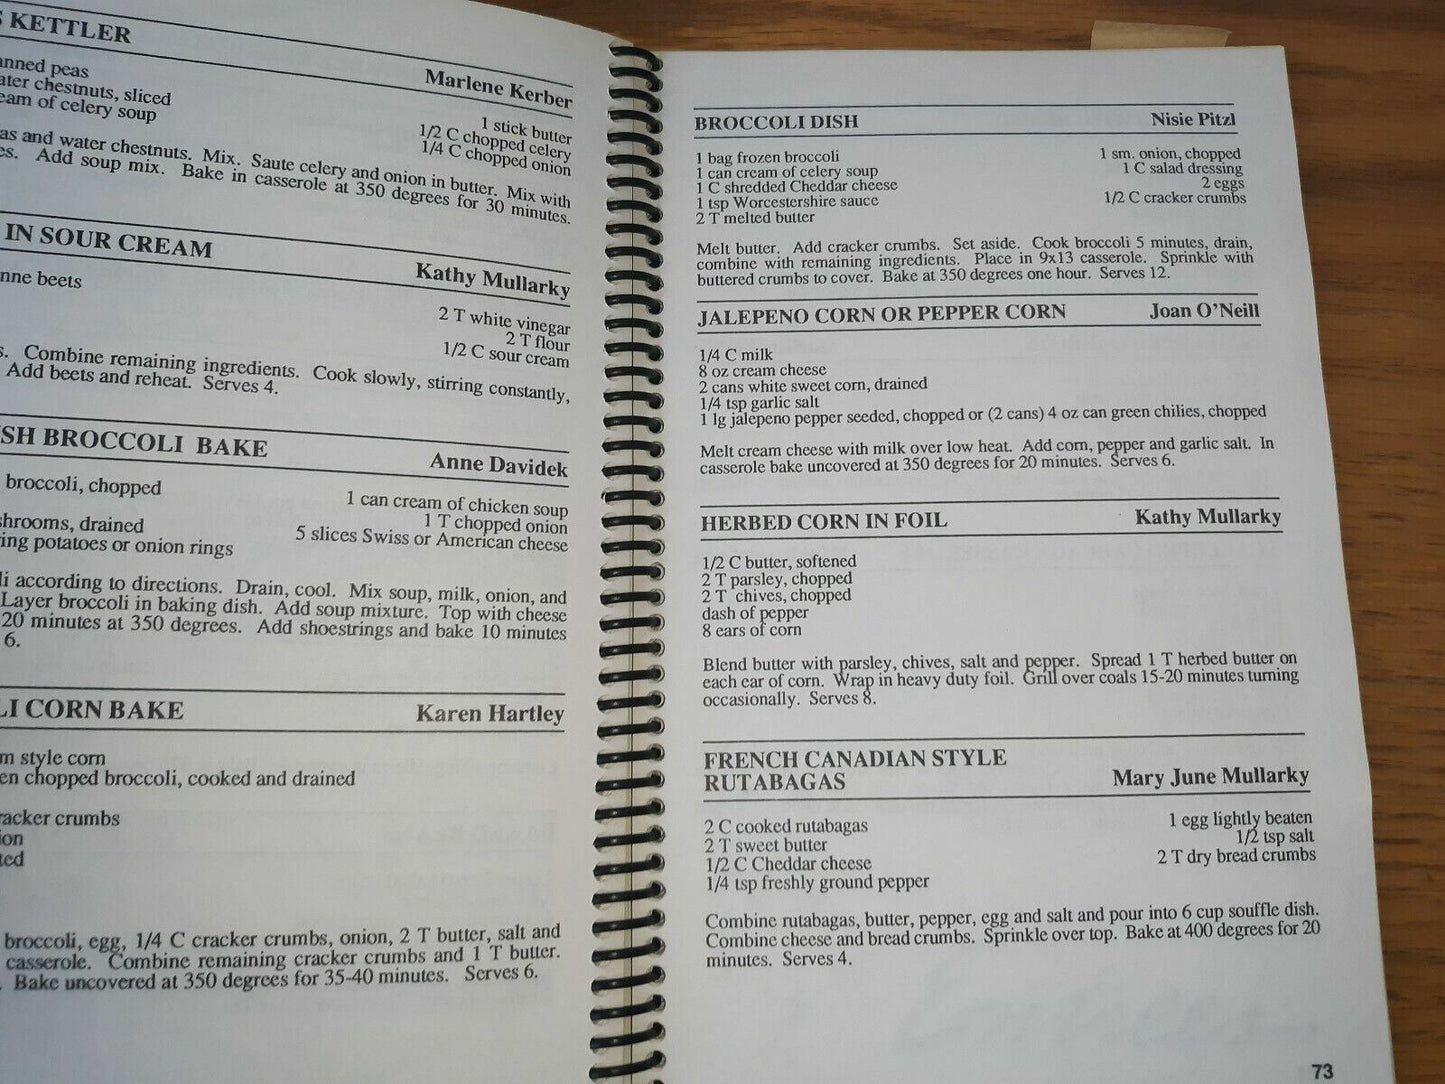 KETTLER
Marlene Kerber
peas
chestnuts, sliced
of celery soup
1 stick butter
1/2 C chopped celery
1/4 C chopped onion
and water chestnuts. Mix. Saute celery and onion in butter. Mix with
Add soup mix. Bake in casserole at 350 degrees for 30 minutes.
IN SOUR CREAM
Kathy Mullarky
beets
2 T white vinegar
2 T flour
1/2 C sour cream
Combine remaining ingredients. Cook slowly, stirring constantly,
Add beets and reheat. Serves 4.
BROCCOLI BAKE
Anne Davidek
broccoli, chopped
drained
potatoes or onion rings
1 can cream of chicken soup
1 T chopped onion
5 slices Swiss or American cheese
according to directions. Drain, cool. Mix soup, milk, onion, and
Layer broccoli in baking dish. Add soup mixture. Top with cheese
20 minutes at 350 degrees. Add shoestrings and bake 10 minutes
6.
LI CORN BAKE
Karen Hartley
style corn
chopped broccoli, cooked and drained
cracker crumbs
broccoli, egg, 1/4 C cracker crumbs, onion, 2 T butter, salt and
casserole. Combine remaining cracker crumbs and 1 T butter.
Bake uncovered at 350 degrees for 35-40 minutes. Serves 6.
BROCCOLI DISH
Nisie Pitzl
1 bag frozen broccoli
1 can cream of celery soup
1 C shredded Cheddar cheese
1 tsp Worcestershire sauce
2 T melted butter
1 sm. onion, chopped
1 C salad dressing
2 eggs
1/2 C cracker crumbs
Melt butter. Add cracker crumbs. Set aside. Cook broccoli 5 minutes, drain,
combine with remaining ingredients. Place in 9x13 casserole. Sprinkle with
buttered crumbs to cover. Bake at 350 degrees one hour. Serves 12.
JALEPENO CORN OR PEPPER CORN
Joan O'Neill
1/4 C milk
8 oz cream cheese
2 cans white sweet corn, drained
1/4 tsp garlic salt
1 lg jalepeno pepper seeded, chopped or (2 cans) 4 oz can green chilies, chopped
Melt cream cheese with milk over low heat. Add corn, pepper and garlic salt. In
casserole bake uncovered at 350 degrees for 20 minutes. Serves 6.
HERBED CORN IN FOIL
Kathy Mullarky
1/2 C butter, softened
2 T parsley, chopped
2 T chives, chopped
dash of pepper
8 ears of corn
Blend butter with parsley, chives, salt and pepper. Spread 1 T herbed butter on
each ear of corn. Wrap in heavy duty foil. Grill over coals 15-20 minutes turning
occasionally. Serves 8.
FRENCH CANADIAN STYLE
RUTABAGAS
Mary June Mullarky
2 C cooked rutabagas
2 T sweet butter
1/2 C Cheddar cheese
1/4 tsp freshly ground pepper
1 egg lightly beaten
1/2 tsp salt
2 T dry bread crumbs
Combine rutabagas, butter, pepper, egg and salt and pour into 6 cup souffle dish.
Combine cheese and bread crumbs. Sprinkle over top. Bake at 400 degrees for 20
minutes. Serves 4.
73